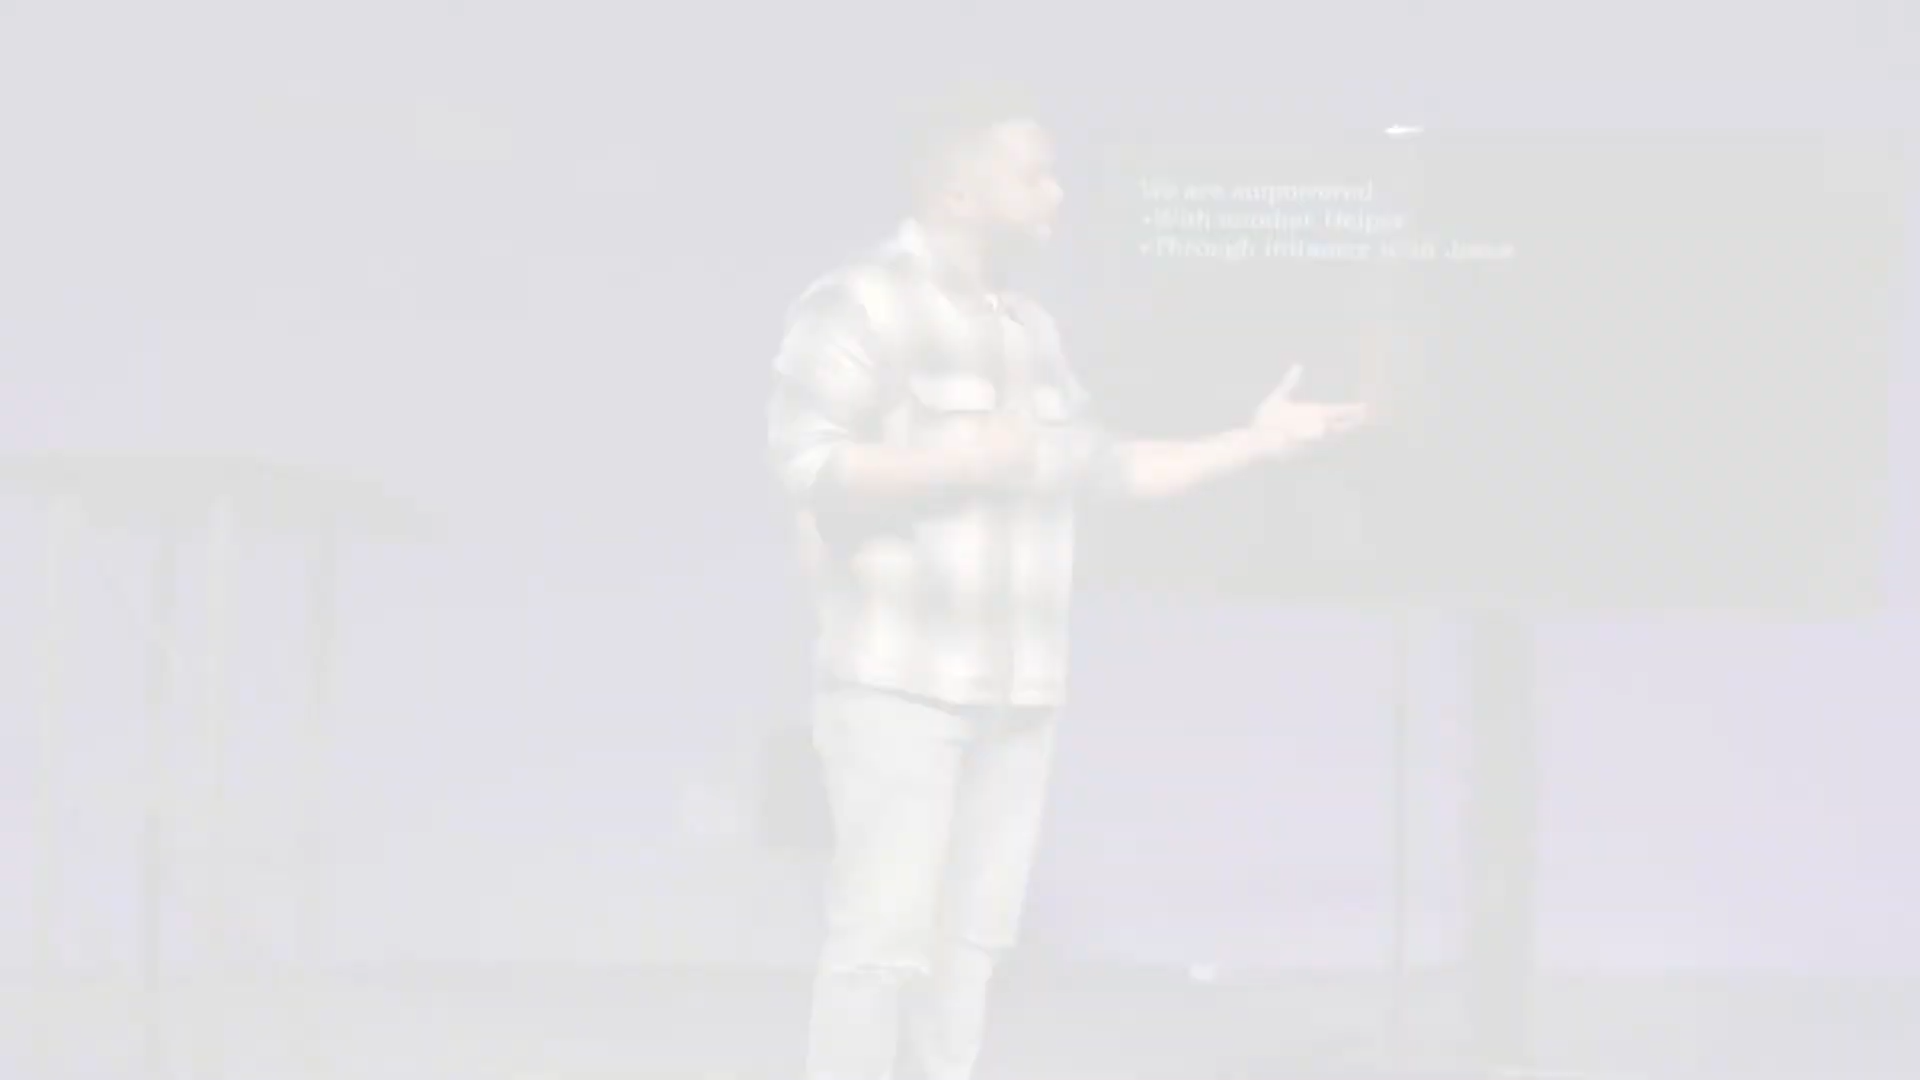 We are empowered
•With another Helper
•Through intimacy with Jesus